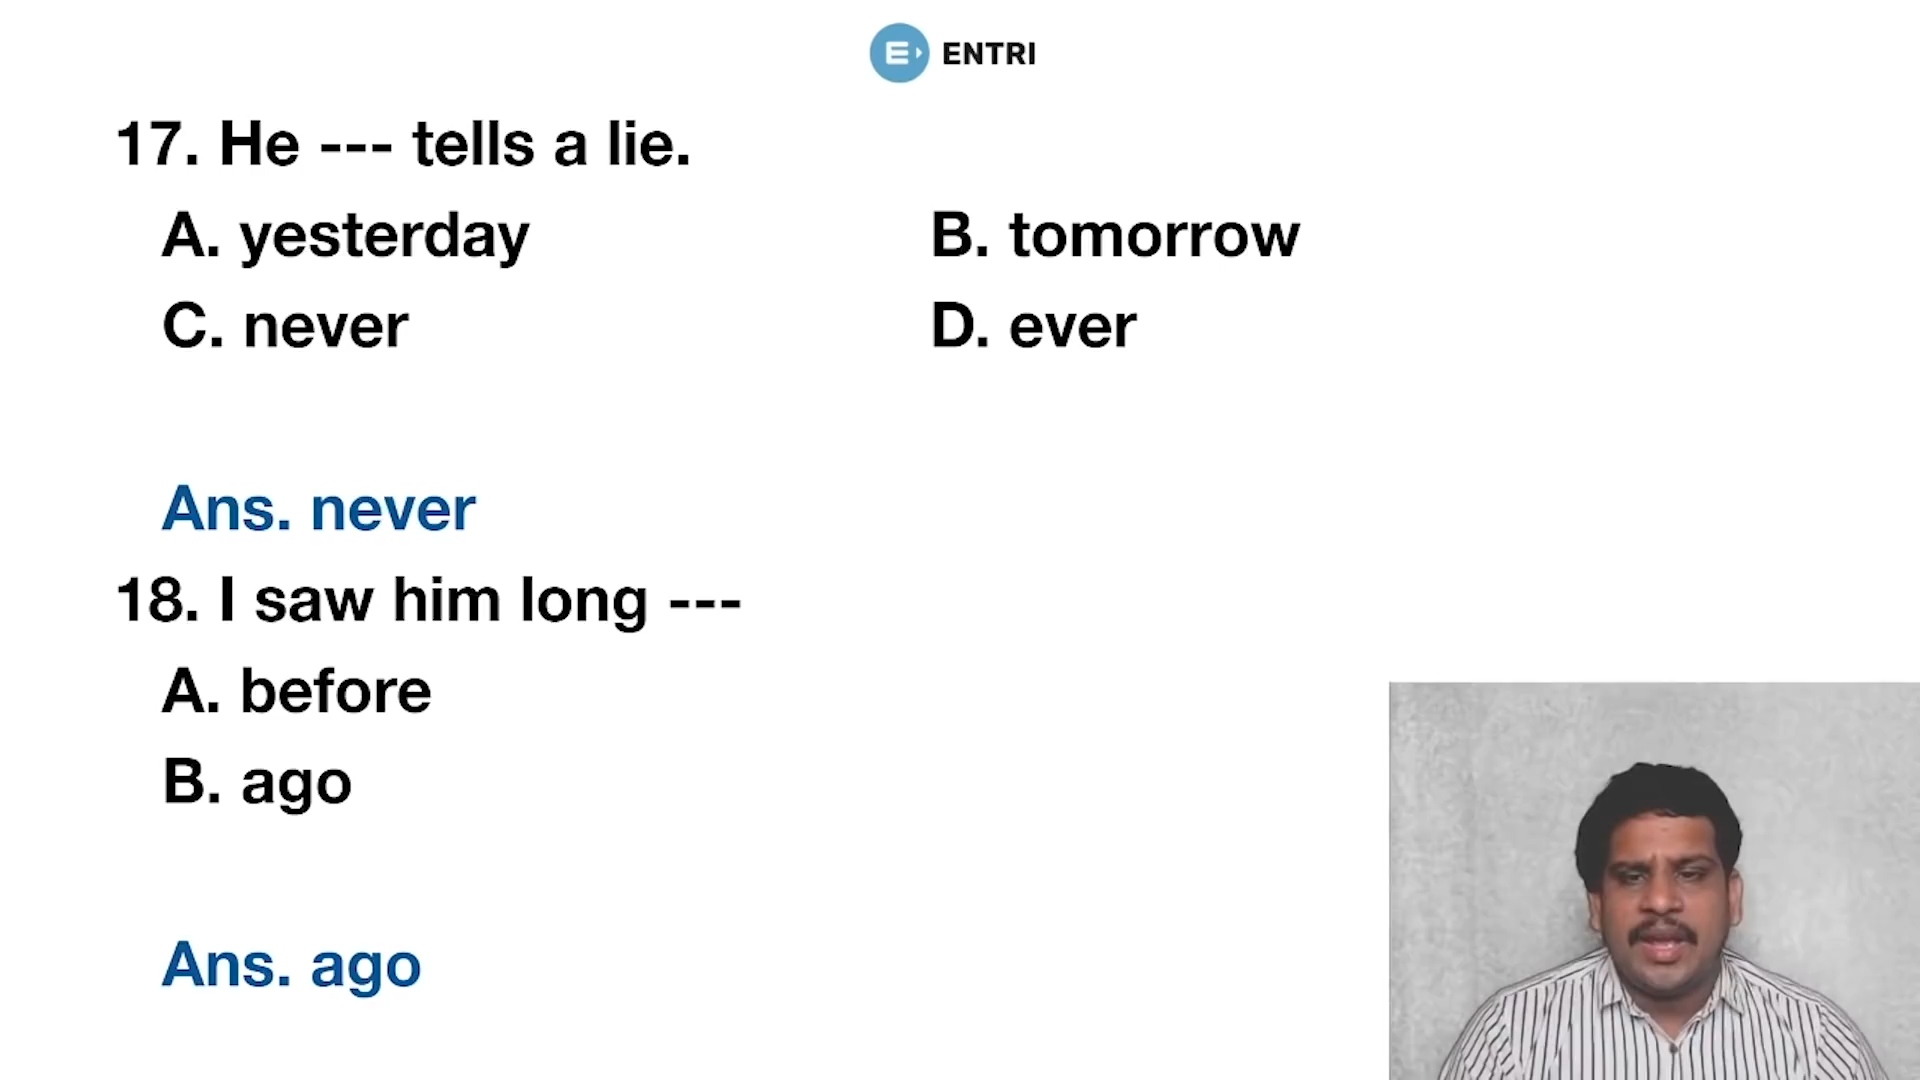 ENTRI
17. He --- tells a lie.
A. yesterday
B. tomorrow
C. never
D. ever
Ans. never
18. I saw him long ---
A. before
B. ago
Ans. ago